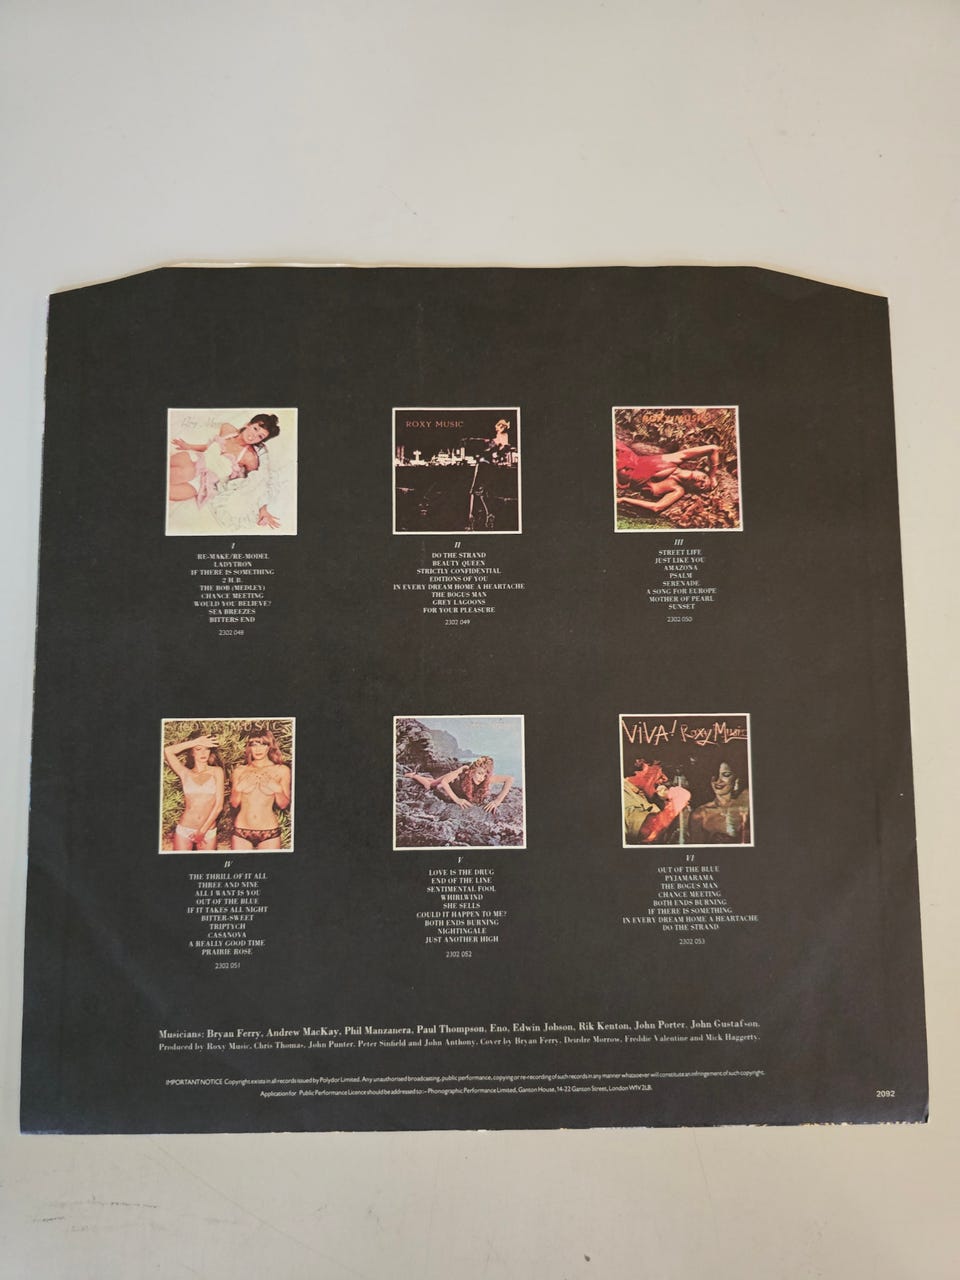 Roxy Music
ROXY MUSIC
ROXY MUSIC
I
RE-MAKE/RE-MODEL
LADYTRON
IF THERE IS SOMETHING
2 H.B.
THE BOB (MEDLEY)
CHANCE MEETING
WOULD YOU BELIEVE?
SEA BREEZES
BITTERS END
2302 048
II
DO THE STRAND
BEAUTY QUEEN
STRICTLY CONFIDENTIAL
EDITIONS OF YOU
IN EVERY DREAM HOME A HEARTACHE
THE BOGUS MAN
GREY LAGOONS
FOR YOUR PLEASURE
2302 049
III
STREET LIFE
JUST LIKE YOU
AMAZONA
PSALM
SERENADE
A SONG FOR EUROPE
MOTHER OF PEARL
SUNSET
2302 050
ROXY MUSIC
VIVA! Roxy Music
IV
THE THRILL OF IT ALL
THREE AND NINE
ALL I WANT IS YOU
OUT OF THE BLUE
IF IT TAKES ALL NIGHT
BITTER-SWEET
TRIPTYCH
CASANOVA
A REALLY GOOD TIME
PRAIRIE ROSE
2302 051
V
LOVE IS THE DRUG
END OF THE LINE
SENTIMENTAL FOOL
WHIRLWIND
SHE SELLS
COULD IT HAPPEN TO ME?
BOTH ENDS BURNING
NIGHTINGALE
JUST ANOTHER HIGH
2302 052
VI
OUT OF THE BLUE
PYJAMARAMA
THE BOGUS MAN
CHANCE MEETING
BOTH ENDS BURNING
IF THERE IS SOMETHING
IN EVERY DREAM HOME A HEARTACHE
DO THE STRAND
2302 053
Musicians: Bryan Ferry, Andrew MacKay, Phil Manzanera, Paul Thompson, Eno, Edwin Jobson, Rik Kenton, John Porter, John Gustafson.
Produced by Roxy Music, Chris Thomas, John Punter, Peter Sinfield and John Anthony. Cover by Bryan Ferry, Deirdre Morrow, Freddie Valentine and Mick Haggerty.
IMPORTANT NOTICE Copyright exists in all records issued by Polydor Limited. Any unauthorised broadcasting, public performance, copying or re-recording of such records in any manner whatsoever will constitute an infringement of such copyright.
Application for Public Performance Licence should be addressed to:- Phonographic Performance Limited, Ganton House, 14-22 Ganton Street, London W1V 2LB.
2092